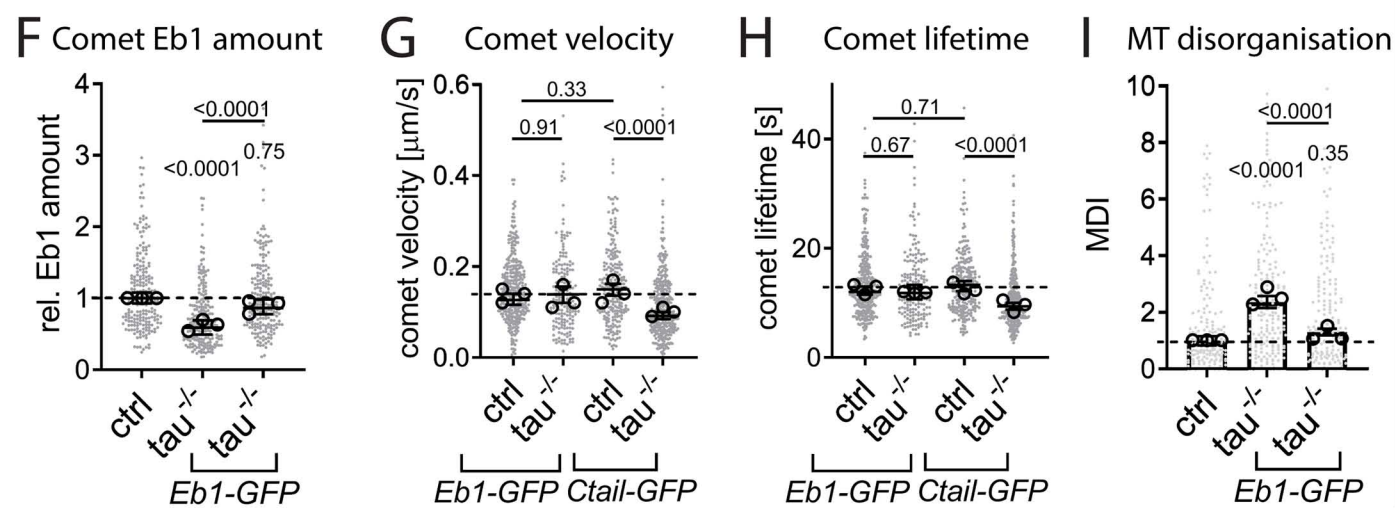 F Comet Eb1 amount
rel. Eb1 amount
4
3
2
1
0
<0.0001
<0.0001
0.75
ctrl
tau -/-
tau -/-
Eb1-GFP
G Comet velocity
comet velocity [μm/s]
0.6
0.4
0.2
0.0
0.33
0.91
<0.0001
ctrl
tau -/-
ctrl
tau -/-
Eb1-GFP Ctail-GFP
H Comet lifetime
comet lifetime [s]
40
20
0
0.71
0.67
<0.0001
ctrl
tau -/-
ctrl
tau -/-
Eb1-GFP Ctail-GFP
I MT disorganisation
MDI
10
8
6
4
2
0
<0.0001
<0.0001
0.35
ctrl
tau -/-
tau -/-
Eb1-GFP